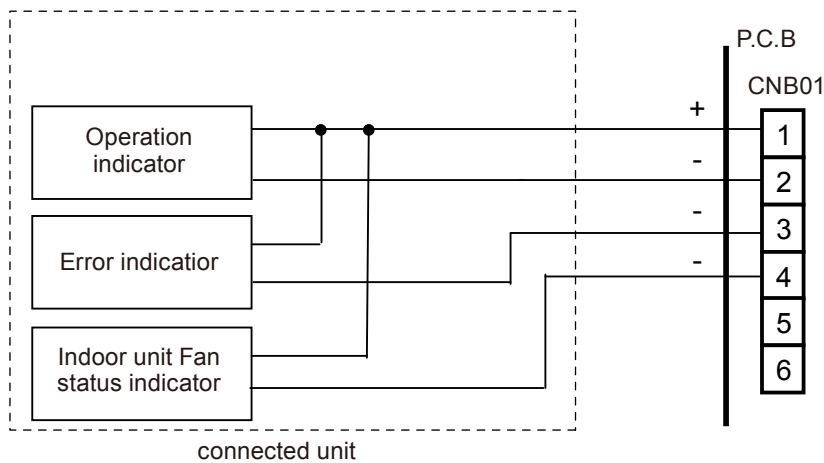 P.C.B
CNB01
+
1
Operation
indicator
-
2
-
3
Error indicatior
-
4
5
Indoor unit Fan
status indicator
6
connected unit